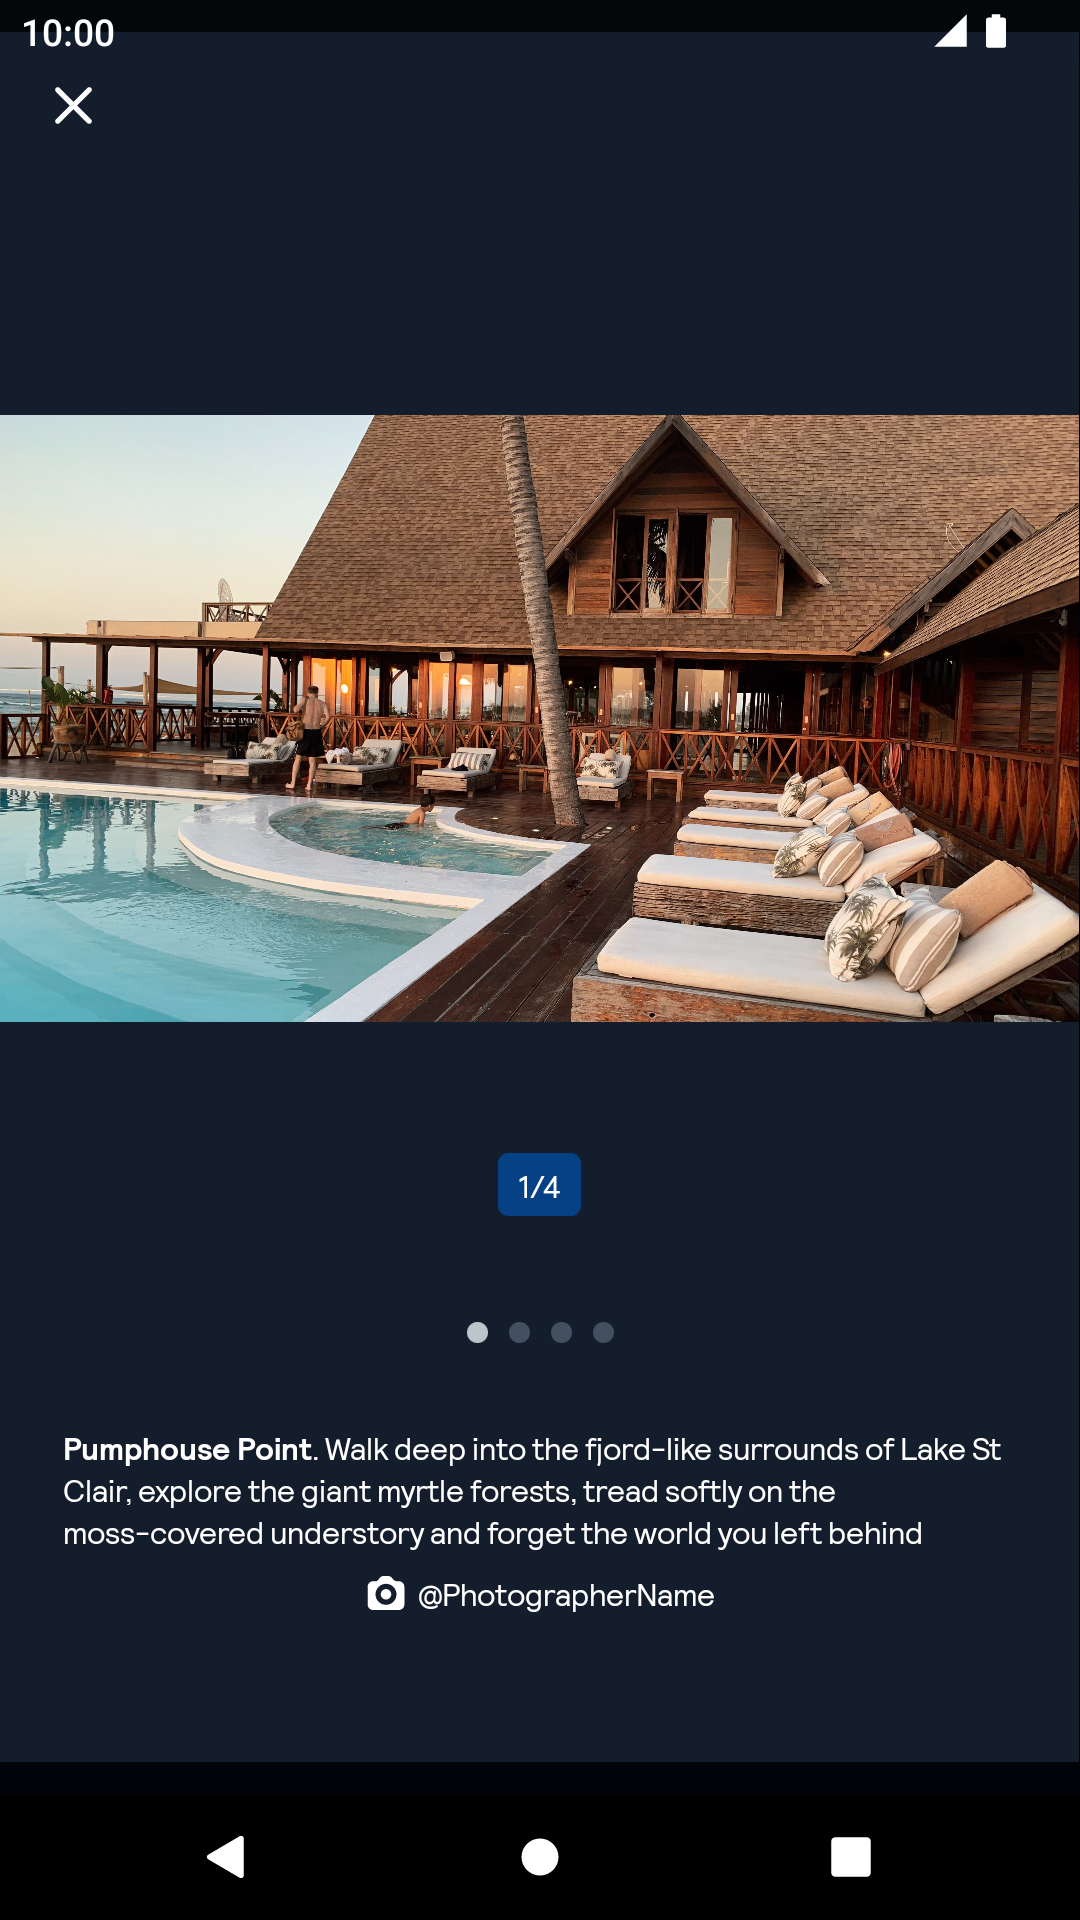 10:00
1/4
Pumphouse Point. Walk deep into the fjord-like surrounds of Lake St
Clair, explore the giant myrtle forests, tread softly on the
moss-covered understory and forget the world you left behind
@PhotographerName